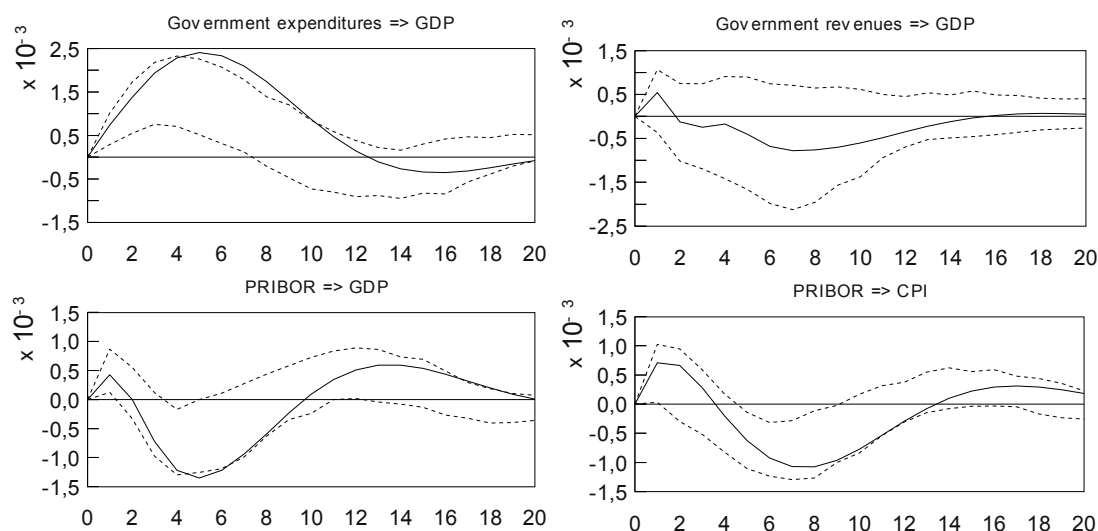 Government expenditures => GDP
x 10⁻³
2,5
1,5
0,5
-0,5
-1,5
0 2 4 6 8 10 12 14 16 18 20
Government revenues => GDP
x 10⁻³
1,5
0,5
-0,5
-1,5
-2,5
0 2 4 6 8 10 12 14 16 18 20
PRIBOR => GDP
x 10⁻³
1,5
1,0
0,5
0,0
-0,5
-1,0
-1,5
0 2 4 6 8 10 12 14 16 18 20
PRIBOR => CPI
x 10⁻³
1,5
1,0
0,5
0,0
-0,5
-1,0
-1,5
0 2 4 6 8 10 12 14 16 18 20